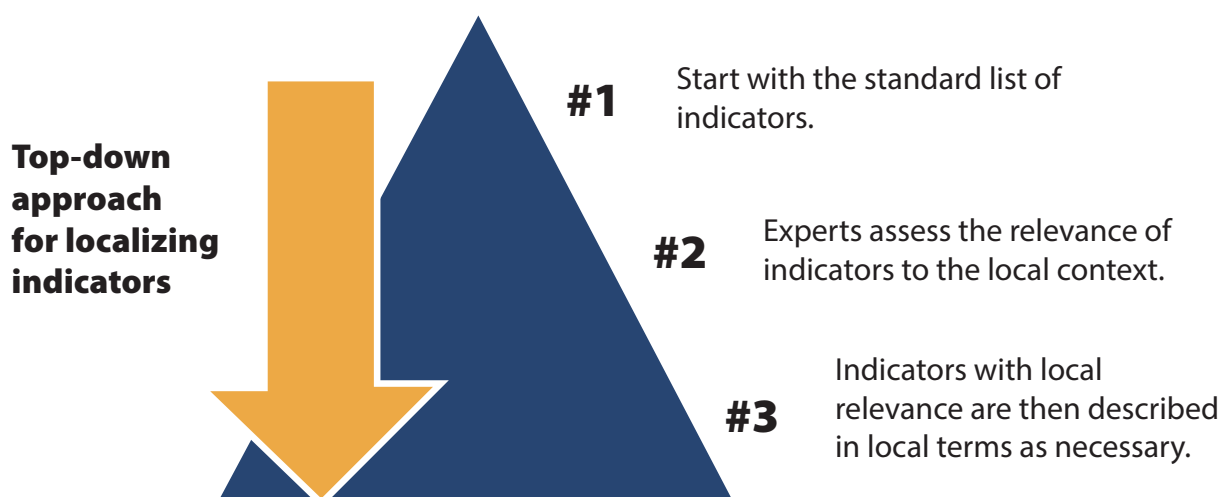 Top-down
approach
for localizing
indicators
#1
Start with the standard list of
indicators.
#2
Experts assess the relevance of
indicators to the local context.
#3
Indicators with local
relevance are then described
in local terms as necessary.